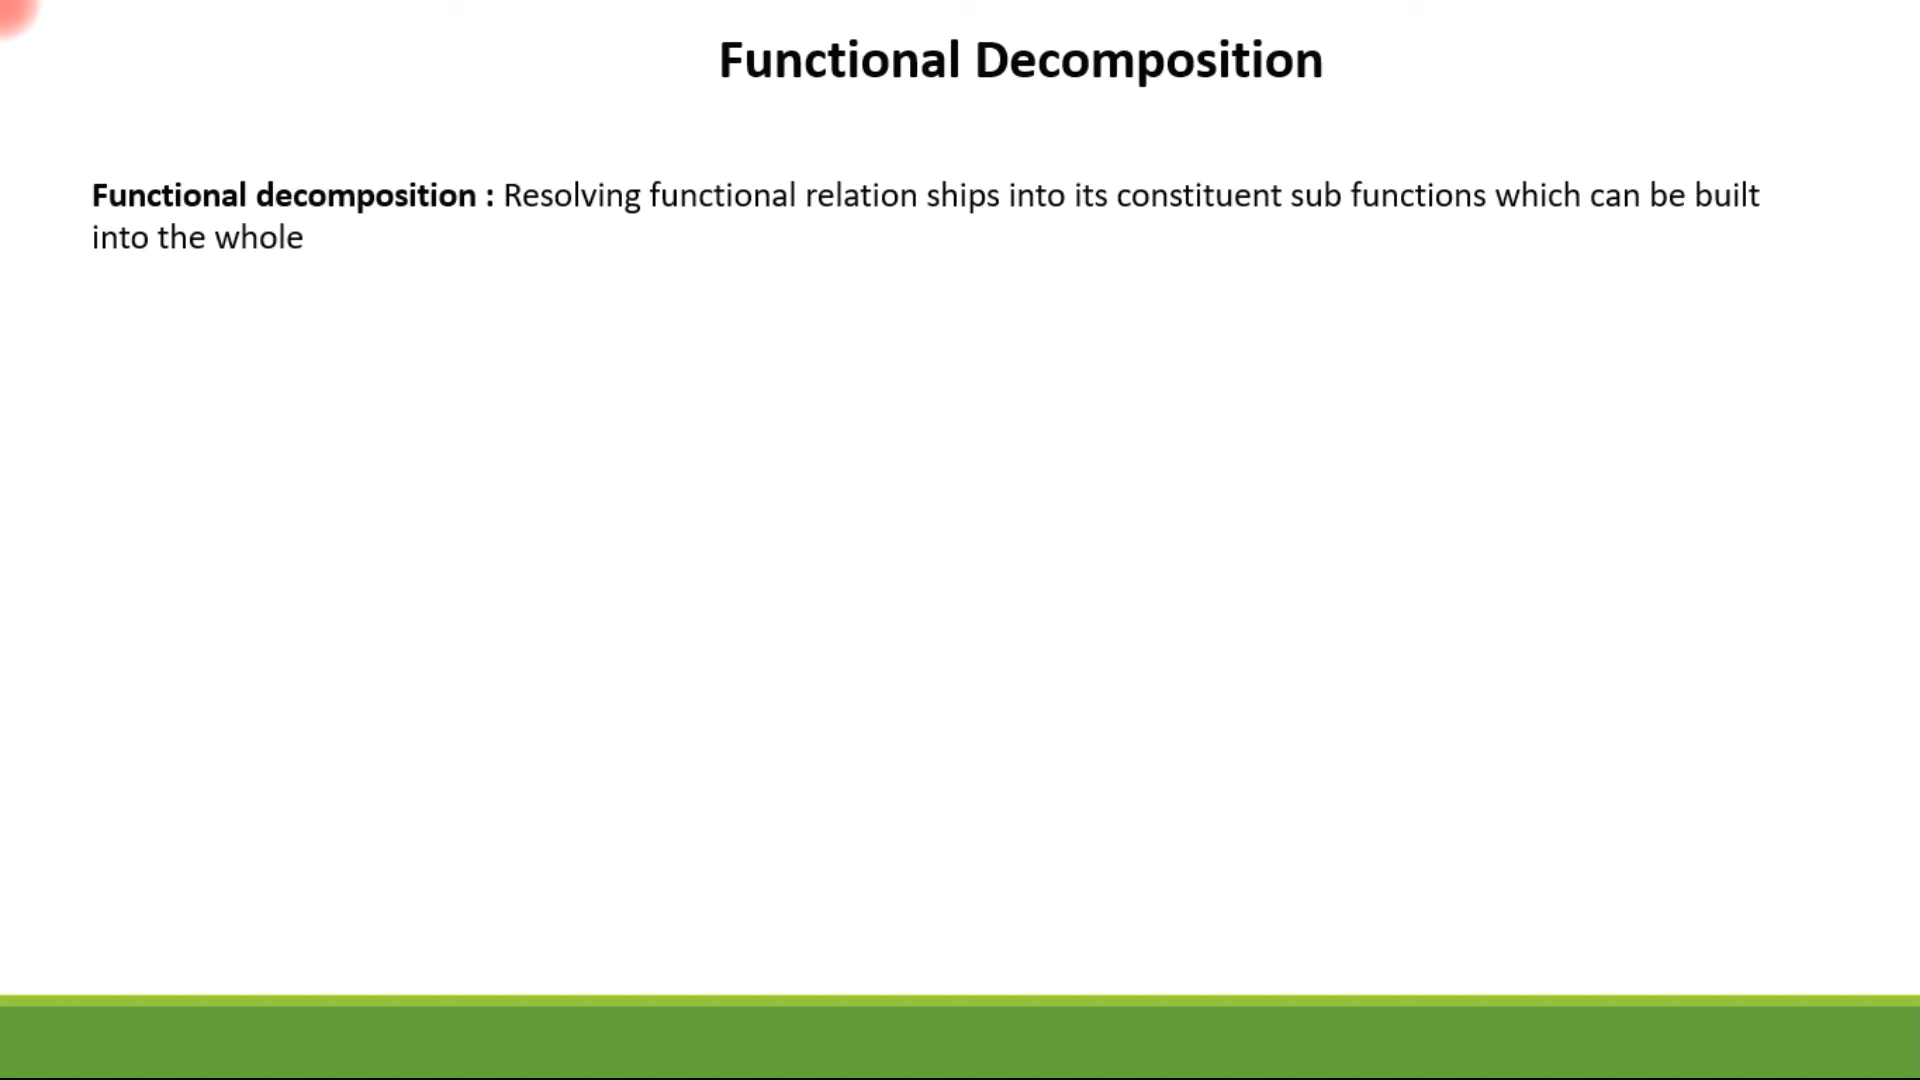 Functional Decomposition
Functional decomposition : Resolving functional relation ships into its constituent sub functions which can be built
into the whole